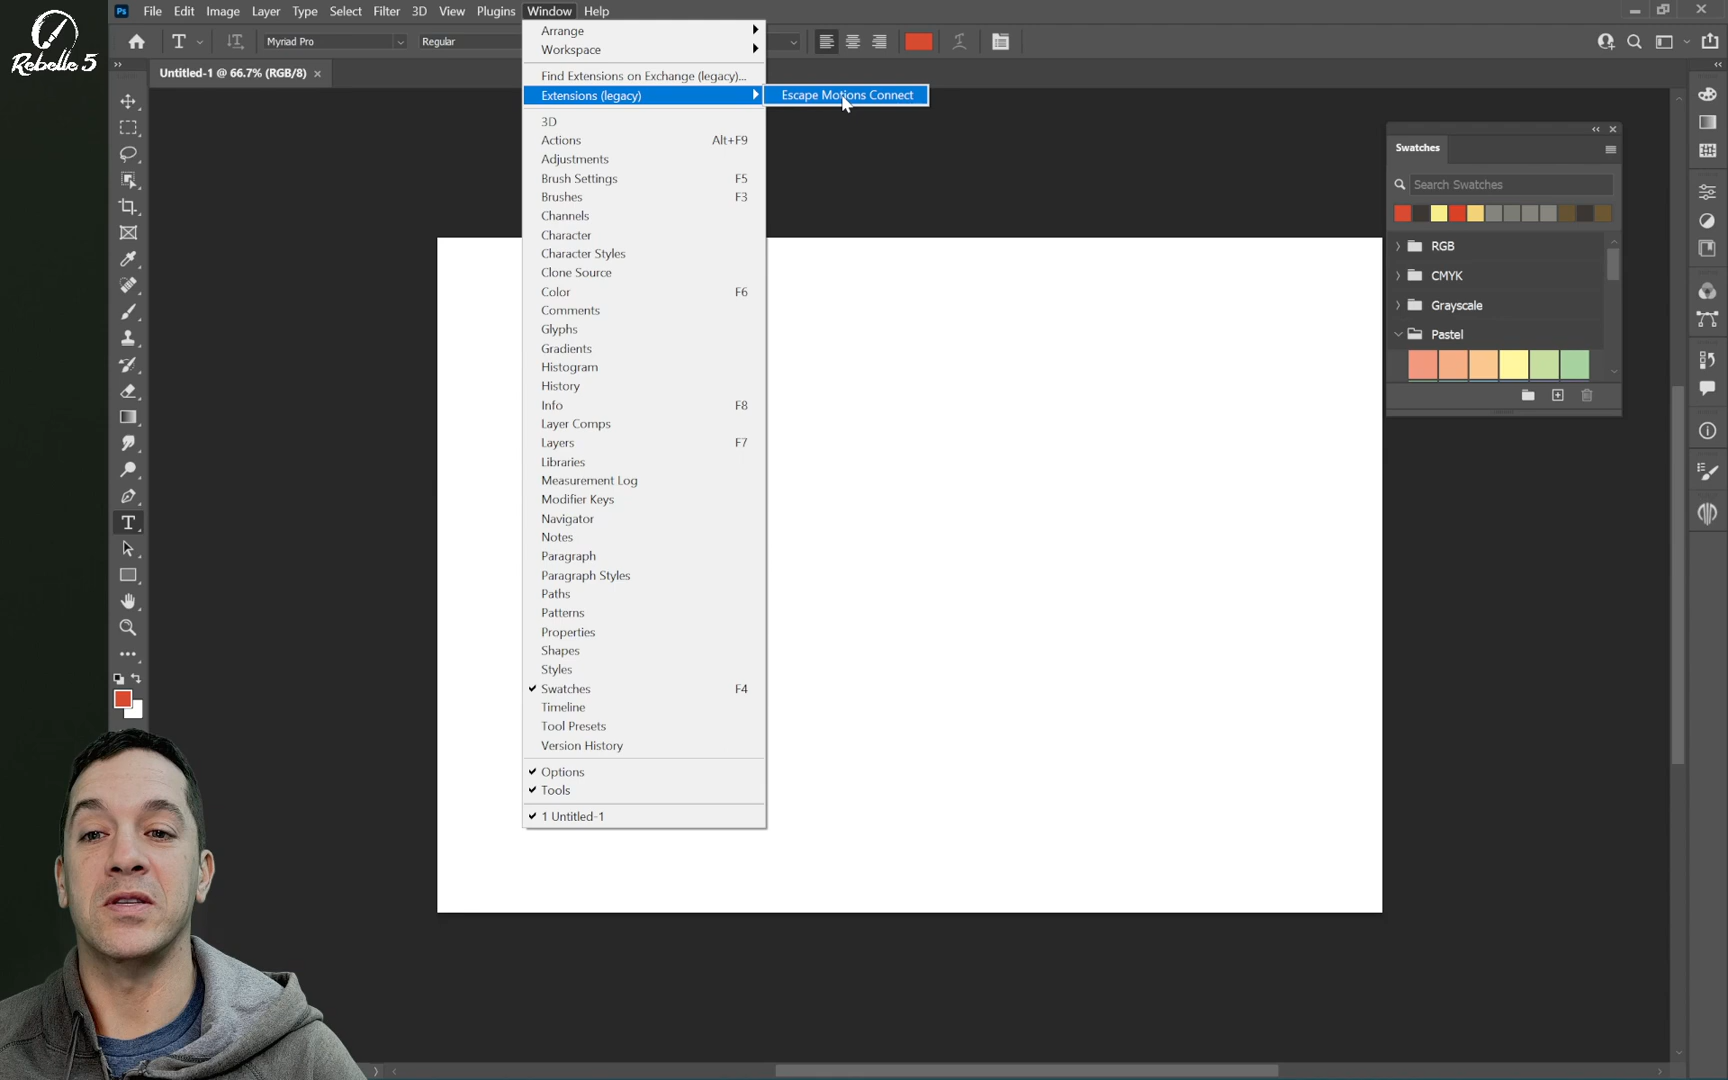 Rebelle 5
Ps File Edit Image Layer Type Select Filter 3D View Plugins Window Help
T Myriad Pro Regular
Untitled-1 @ 66.7% (RGB/8) ×
Arrange
Workspace
Find Extensions on Exchange (legacy)...
Extensions (legacy)
Escape Motions Connect
3D
Actions Alt+F9
Adjustments
Brush Settings F5
Brushes F3
Channels
Character
Character Styles
Clone Source
Color F6
Comments
Glyphs
Gradients
Histogram
History
Info F8
Layer Comps
Layers F7
Libraries
Measurement Log
Modifier Keys
Navigator
Notes
Paragraph
Paragraph Styles
Paths
Patterns
Properties
Shapes
Styles
Swatches F4
Timeline
Tool Presets
Version History
Options
Tools
1 Untitled-1
Swatches
Search Swatches
RGB
CMYK
Grayscale
Pastel
T